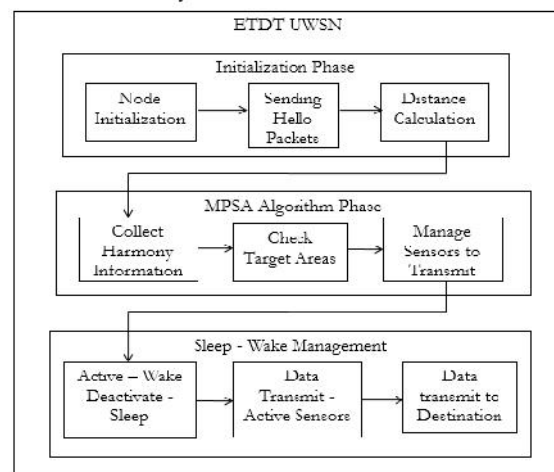 ETDT UWSN
Initialization Phase
Node
Initialization
Sending
Hello
Packets
Distance
Calculation
MPSA Algorithm Phase
Collect
Harmony
Information
Check
Target Areas
Manage
Sensors to
Transmit
Sleep - Wake Management
Active – Wake
Deactivate -
Sleep
Data
Transmit -
Active Sensors
Data
transmit to
Destination